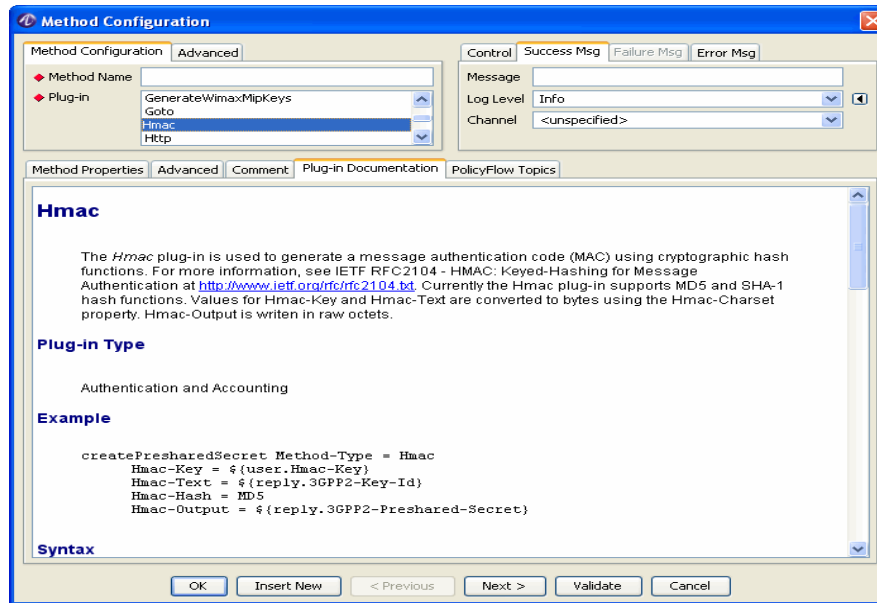 Method Configuration
Method Configuration Advanced
Method Name
Plug-in
GenerateWimaxMipKeys
Goto
Hmac
Http
Control Success Msg Failure Msg Error Msg
Message
Log Level Info
Channel <unspecified>
Method Properties Advanced Comment Plug-in Documentation PolicyFlow Topics
Hmac
The Hmac plug-in is used to generate a message authentication code (MAC) using cryptographic hash
functions. For more information, see IETF RFC2104 - HMAC: Keyed-Hashing for Message
Authentication at http://www.ietf.org/rfc/rfc2104.txt. Currently the Hmac plug-in supports MD5 and SHA-1
hash functions. Values for Hmac-Key and Hmac-Text are converted to bytes using the Hmac-Charset
property. Hmac-Output is writen in raw octets.
Plug-in Type
Authentication and Accounting
Example
createPresharedSecret Method-Type = Hmac
Hmac-Key = ${user.Hmac-Key}
Hmac-Text = ${reply.3GPP2-Key-Id}
Hmac-Hash = MD5
Hmac-Output = ${reply.3GPP2-Preshared-Secret}
Syntax
OK Insert New < Previous Next > Validate Cancel